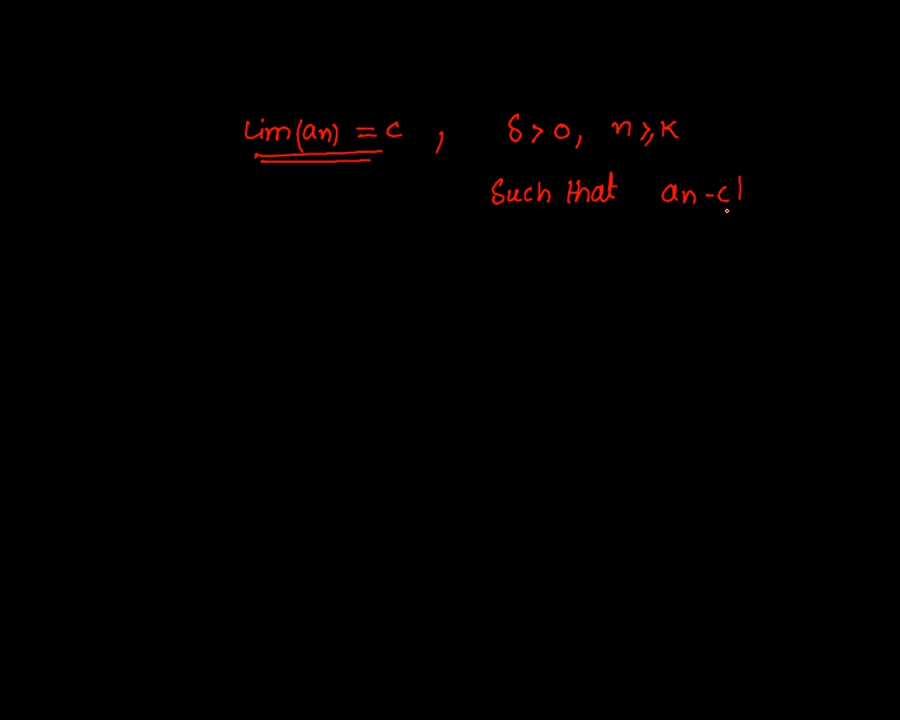 Lim(an) = c , δ > 0, n ≥ K
Such that an - c|